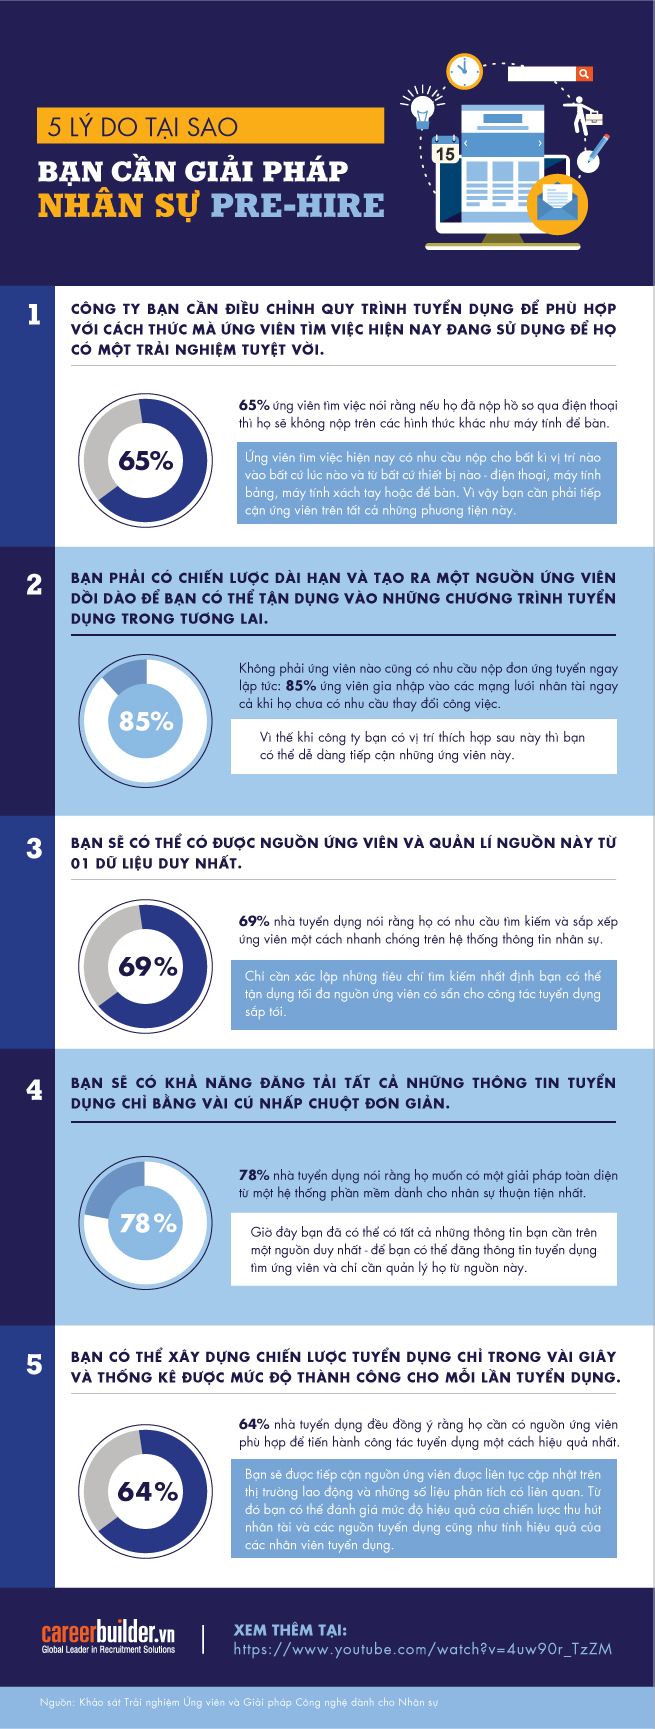 5 LÝ DO TẠI SAO
BẠN CẦN GIẢI PHÁP
NHÂN SỰ PRE-HIRE
15
1
CÔNG TY BẠN CẦN ĐIỀU CHỈNH QUY TRÌNH TUYỂN DỤNG ĐỂ PHÙ HỢP
VỚI CÁCH THỨC MÀ ỨNG VIÊN TÌM VIỆC HIỆN NAY ĐANG SỬ DỤNG ĐỂ HỌ
CÓ MỘT TRẢI NGHIỆM TUYỆT VỜI.
65%
65% ứng viên tìm việc nói rằng nếu họ đã nộp hồ sơ qua điện thoại
thì họ sẽ không nộp trên các hình thức khác như máy tính để bàn.
Ứng viên tìm việc hiện nay có nhu cầu nộp cho bất kì vị trí nào
vào bất cứ lúc nào và từ bất cứ thiết bị nào - điện thoại, máy tính
bảng, máy tính xách tay hoặc để bàn. Vì vậy bạn cần phải tiếp
cận ứng viên trên tất cả những phương tiện này.
2
BẠN PHẢI CÓ CHIẾN LƯỢC DÀI HẠN VÀ TẠO RA MỘT NGUỒN ỨNG VIÊN
DỒI DÀO ĐỂ BẠN CÓ THỂ TẬN DỤNG VÀO NHỮNG CHƯƠNG TRÌNH TUYỂN
DỤNG TRONG TƯƠNG LAI.
85%
Không phải ứng viên nào cũng có nhu cầu nộp đơn ứng tuyển ngay
lập tức: 85% ứng viên gia nhập vào các mạng lưới nhân tài ngay
cả khi họ chưa có nhu cầu thay đổi công việc.
Vì thế khi công ty bạn có vị trí thích hợp sau này thì bạn
có thể dễ dàng tiếp cận những ứng viên này.
3
BẠN SẼ CÓ THỂ CÓ ĐƯỢC NGUỒN ỨNG VIÊN VÀ QUẢN LÍ NGUỒN NÀY TỪ
01 DỮ LIỆU DUY NHẤT.
69%
69% nhà tuyển dụng nói rằng họ có nhu cầu tìm kiếm và sắp xếp
ứng viên một cách nhanh chóng trên hệ thống thông tin nhân sự.
Chỉ cần xác lập những tiêu chí tìm kiếm nhất định bạn có thể
tận dụng tối đa nguồn ứng viên có sẵn cho công tác tuyển dụng
sắp tới.
4
BẠN SẼ CÓ KHẢ NĂNG ĐĂNG TẢI TẤT CẢ NHỮNG THÔNG TIN TUYỂN
DỤNG CHỈ BẰNG VÀI CÚ NHẤP CHUỘT ĐƠN GIẢN.
78%
78% nhà tuyển dụng nói rằng họ muốn có một giải pháp toàn diện
từ một hệ thống phần mềm dành cho nhân sự thuận tiện nhất.
Giờ đây bạn đã có thể có tất cả những thông tin bạn cần trên
một nguồn duy nhất - để bạn có thể đăng thông tin tuyển dụng
tìm ứng viên và chỉ cần quản lý họ từ nguồn này.
5
BẠN CÓ THỂ XÂY DỰNG CHIẾN LƯỢC TUYỂN DỤNG CHỈ TRONG VÀI GIÂY
VÀ THỐNG KÊ ĐƯỢC MỨC ĐỘ THÀNH CÔNG CHO MỖI LẦN TUYỂN DỤNG.
64%
64% nhà tuyển dụng đều đồng ý rằng họ cần có nguồn ứng viên
phù hợp để tiến hành công tác tuyển dụng một cách hiệu quả nhất.
Bạn sẽ được tiếp cận nguồn ứng viên được liên tục cập nhật trên
thị trường lao động và những số liệu phân tích có liên quan. Từ
đó bạn có thể đánh giá mức độ hiệu quả của chiến lược thu hút
nhân tài và các nguồn tuyển dụng cũng như tính hiệu quả của
các nhân viên tuyển dụng.
careerbuilder.vn
Global Leader in Recruitment Solutions
XEM THÊM TẠI:
https://www.youtube.com/watch?v=4uw90r_TzZM
Nguồn: Khảo sát Trải nghiệm Ứng viên và Giải pháp Công nghệ dành cho Nhân sự